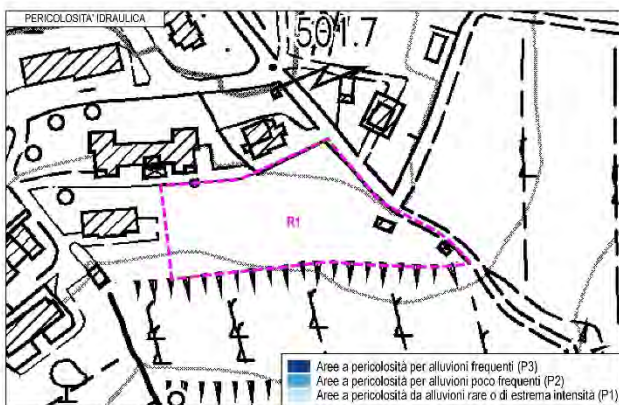 PERICOLOSITA' IDRAULICA
501.7
R1
Aree a pericolosità per alluvioni frequenti (P3)
Aree a pericolosità per alluvioni poco frequenti (P2)
Aree a pericolosità da alluvioni rare o di estrema intensità (P1)